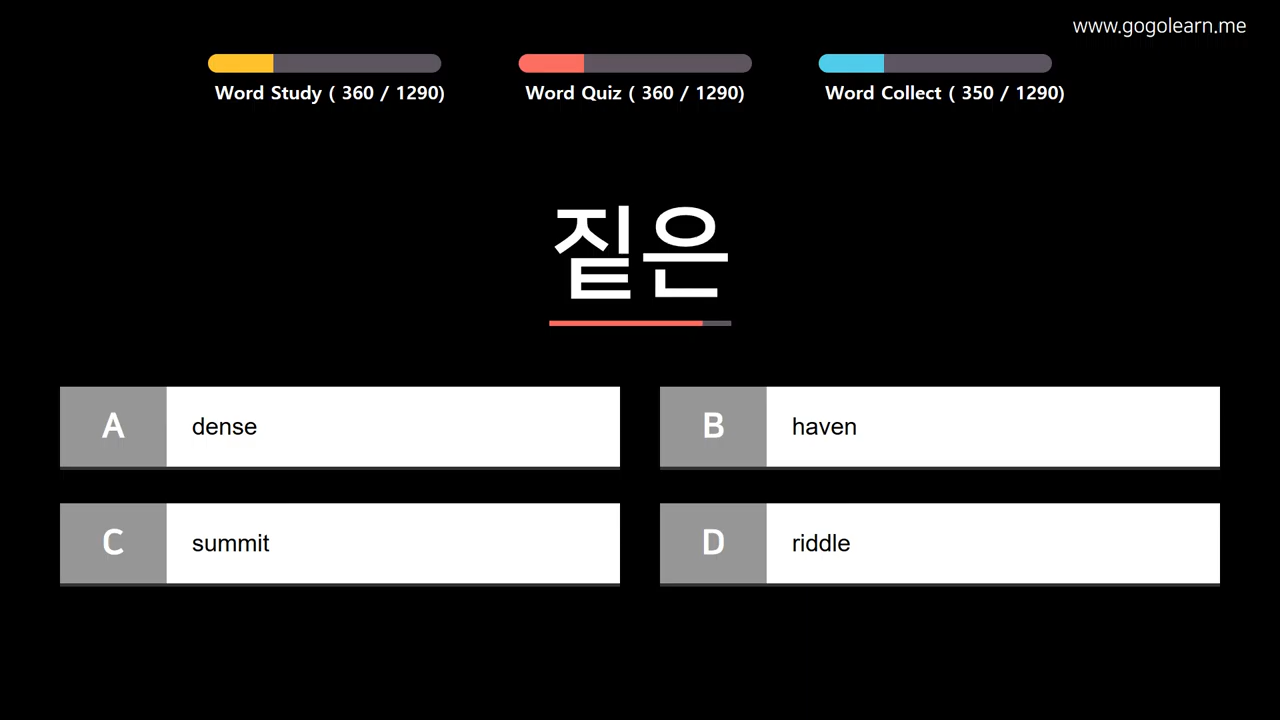 www.gogolearn.me
Word Study ( 360 / 1290)
Word Quiz ( 360 / 1290)
Word Collect ( 350 / 1290)
짙은
A dense
B haven
C summit
D riddle